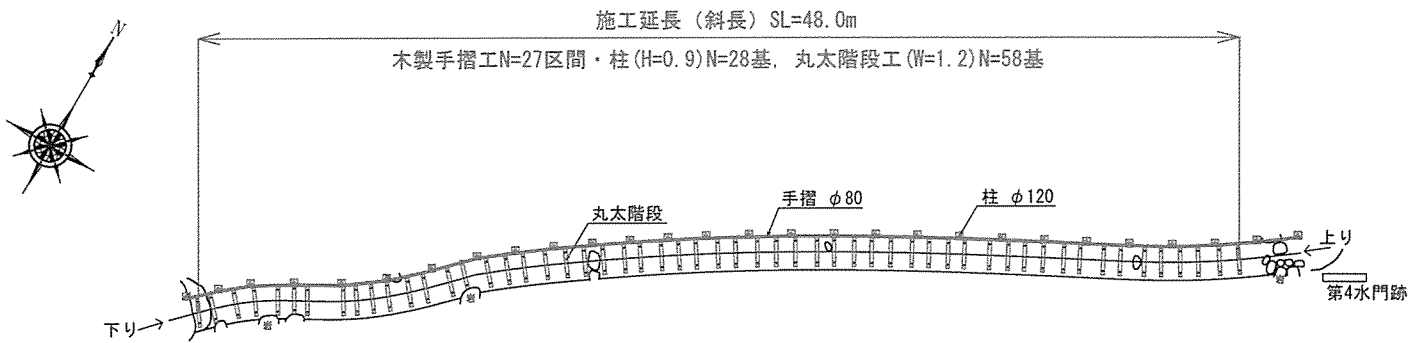 施工延長（斜長）SL=48.0m
N
木製手摺工N=27区間・柱(H=0.9)N=28基, 丸太階段工(W=1.2)N=58基
手摺 φ80
柱 φ120
丸太階段
上り
岩
岩
第4水門跡
下り
岩